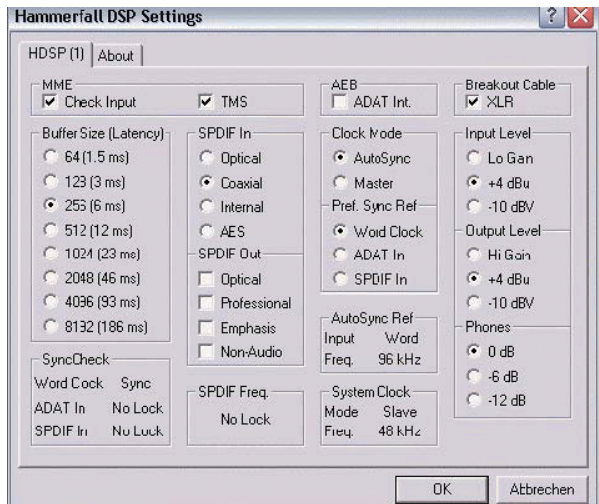 Hammerfall DSP Settings
HDSP (1) About
MME
Check Input
TMS
AEB
ADAT Int.
Breakout Cable
XLR
Buffer Size (Latency)
64 (1.5 ms)
128 (3 ms)
256 (6 ms)
512 (12 ms)
1024 (23 ms)
2048 (46 ms)
4096 (93 ms)
8192 (186 ms)
SyncCheck
Word Clock Sync
ADAT In No Lock
SPDIF In No Lock
SPDIF In
Optical
Coaxial
Internal
AES
SPDIF Out
Optical
Professional
Emphasis
Non-Audio
SPDIF Freq.
No Lock
Clock Mode
AutoSync
Master
Pref. Sync Ref
Word Clock
ADAT In
SPDIF In
AutoSync Ref
Input Word
Freq. 96 kHz
System Clock
Mode Slave
Freq. 48 kHz
Input Level
Lo Gain
+4 dBu
-10 dBV
Output Level
Hi Gain
+4 dBu
-10 dBV
Phones
0 dB
-6 dB
-12 dB
OK
Abbrechen